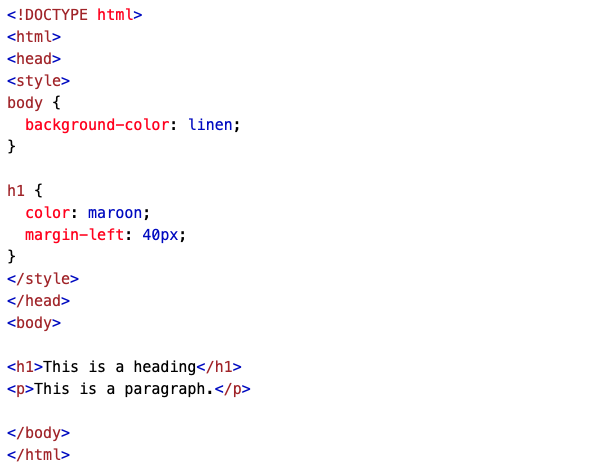 <!DOCTYPE html>
<html>
<head>
<style>
body {
  background-color: linen;
}

h1 {
  color: maroon;
  margin-left: 40px;
}
</style>
</head>
<body>

<h1>This is a heading</h1>
<p>This is a paragraph.</p>

</body>
</html>